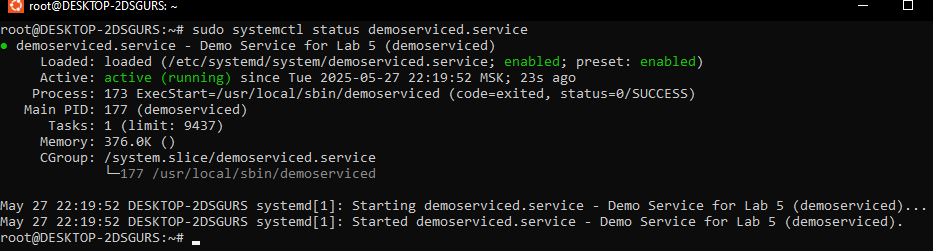 root@DESKTOP-2DSGURS: ~
root@DESKTOP-2DSGURS:~# sudo systemctl status demoserviced.service
● demoserviced.service - Demo Service for Lab 5 (demoserviced)
Loaded: loaded (/etc/systemd/system/demoserviced.service; enabled; preset: enabled)
Active: active (running) since Tue 2025-05-27 22:19:52 MSK; 23s ago
Process: 173 ExecStart=/usr/local/sbin/demoserviced (code=exited, status=0/SUCCESS)
Main PID: 177 (demoserviced)
Tasks: 1 (limit: 9437)
Memory: 376.0K ()
CGroup: /system.slice/demoserviced.service
└─177 /usr/local/sbin/demoserviced
May 27 22:19:52 DESKTOP-2DSGURS systemd[1]: Starting demoserviced.service - Demo Service for Lab 5 (demoserviced)...
May 27 22:19:52 DESKTOP-2DSGURS systemd[1]: Started demoserviced.service - Demo Service for Lab 5 (demoserviced).
root@DESKTOP-2DSGURS:~#